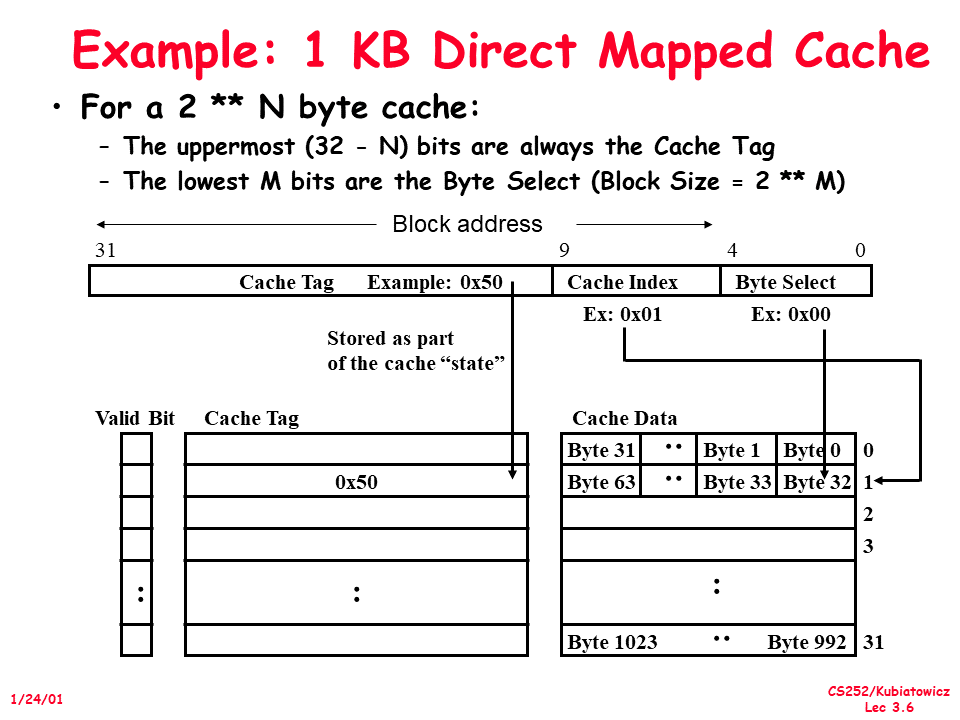 Example: 1 KB Direct Mapped Cache
• For a 2 ** N byte cache:
– The uppermost (32 - N) bits are always the Cache Tag
– The lowest M bits are the Byte Select (Block Size = 2 ** M)
Block address
31 9 4 0
Cache Tag Example: 0x50 Cache Index Byte Select
Ex: 0x01 Ex: 0x00
Stored as part
of the cache “state”
Valid Bit Cache Tag Cache Data
Byte 31 ·· Byte 1 Byte 0 0
0x50 Byte 63 ·· Byte 33 Byte 32 1
2
3
: : :
Byte 1023 ·· Byte 992 31
1/24/01
CS252/Kubiatowicz
Lec 3.6